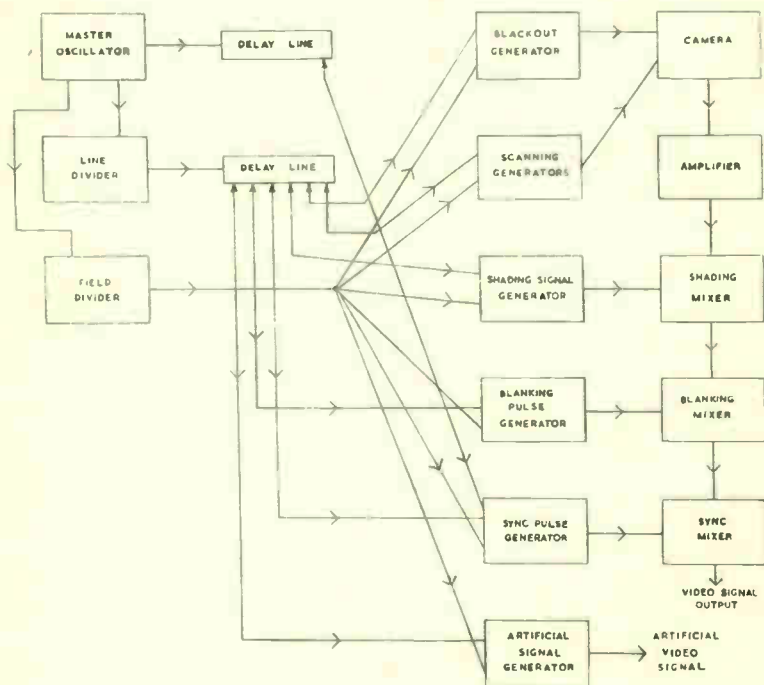 MASTER
OSCILLATOR
DELAY LINE
BLACKOUT
GENERATOR
CAMERA
LINE
DIVIDER
DELAY LINE
SCANNING
GENERATORS
AMPLIFIER
FIELD
DIVIDER
SHADING SIGNAL
GENERATOR
SHADING
MIXER
BLANKING
PULSE
GENERATOR
BLANKING
MIXER
SYNC PULSE
GENERATOR
SYNC
MIXER
VIDEO SIGNAL
OUTPUT
ARTIFICIAL
SIGNAL
GENERATOR
ARTIFICIAL
VIDEO
SIGNAL